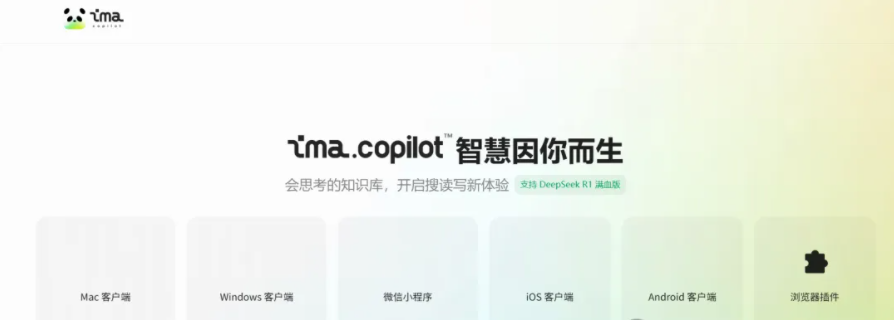 ima
copilot
ima.copilot™ 智慧因你而生
会思考的知识库，开启搜读写新体验 支持 DeepSeek R1 满血版
Mac 客户端 Windows 客户端 微信小程序 iOS 客户端 Android 客户端 浏览器插件